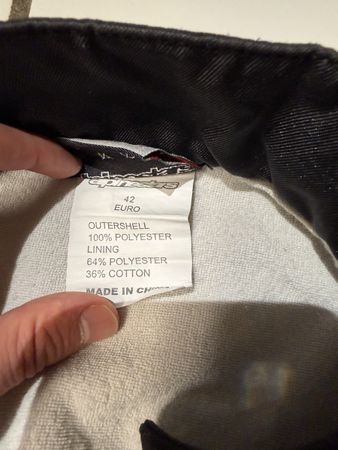 42
EURO
OUTERSHELL
100% POLYESTER
LINING
64% POLYESTER
36% COTTON
MADE IN CHINA